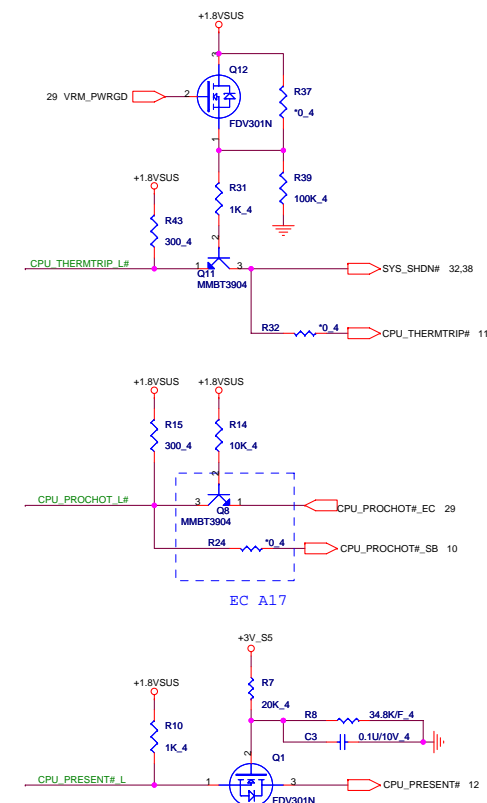 +1.8VSUS
3
Q12
29 VRM_PWRGD
2
R37
*0_4
FDV301N
1
+1.8VSUS
R31
1K_4
R39
100K_4
R43
300_4
2
CPU_THERMTRIP_L#
1
3
SYS_SHDN# 32,38
Q11
MMBT3904
R32
*0_4
CPU_THERMTRIP# 11
+1.8VSUS
+1.8VSUS
R15
300_4
R14
10K_4
2
CPU_PROCHOT_L#
3
1
CPU_PROCHOT#_EC 29
Q8
MMBT3904
R24
*0_4
CPU_PROCHOT#_SB 10
EC A17
+3V_S5
+1.8VSUS
R7
20K_4
R8
34.8K/F_4
R10
1K_4
C3
0.1U/10V_4
2
Q1
CPU_PRESENT#_L
1
3
CPU_PRESENT# 12
FDV301N